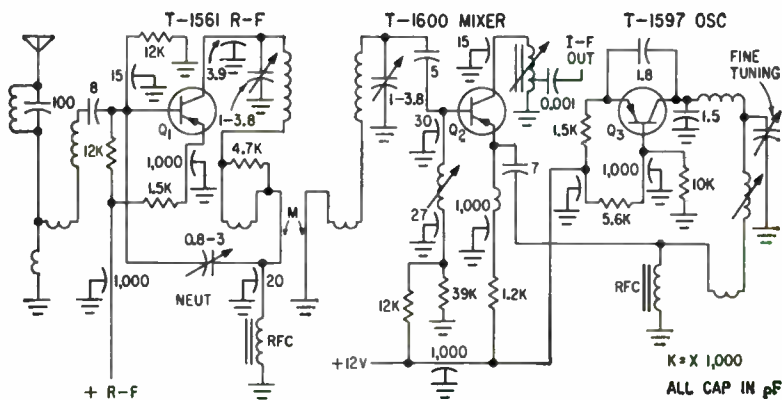 T-1561 R-F
T-1600 MIXER
T-1597 OSC
12K
15
3.9
1-3.8
100
8
12K
Q1
1,000
1.5K
4.7K
M
0.8-3
NEUT
1,000
20
RFC
+ R-F
1-3.8
5
15
I-F
OUT
0.001
30
Q2
7
27
1,000
12K
39K
1.2K
+12V
1,000
1.8
FINE
TUNING
1.5K
Q3
1.5
1,000
10K
5.6K
RFC
K = X 1,000
ALL CAP IN pF